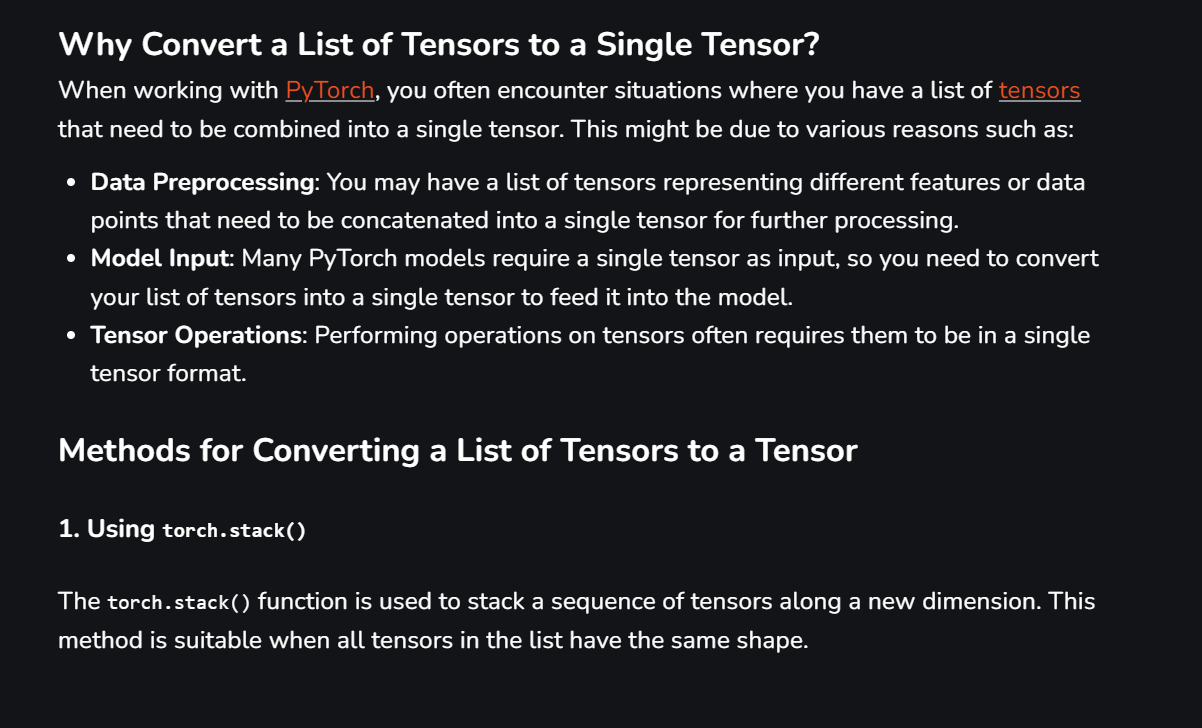 Why Convert a List of Tensors to a Single Tensor?
When working with PyTorch, you often encounter situations where you have a list of tensors
that need to be combined into a single tensor. This might be due to various reasons such as:
• Data Preprocessing: You may have a list of tensors representing different features or data
points that need to be concatenated into a single tensor for further processing.
• Model Input: Many PyTorch models require a single tensor as input, so you need to convert
your list of tensors into a single tensor to feed it into the model.
• Tensor Operations: Performing operations on tensors often requires them to be in a single
tensor format.
Methods for Converting a List of Tensors to a Tensor
1. Using torch.stack()
The torch.stack() function is used to stack a sequence of tensors along a new dimension. This
method is suitable when all tensors in the list have the same shape.